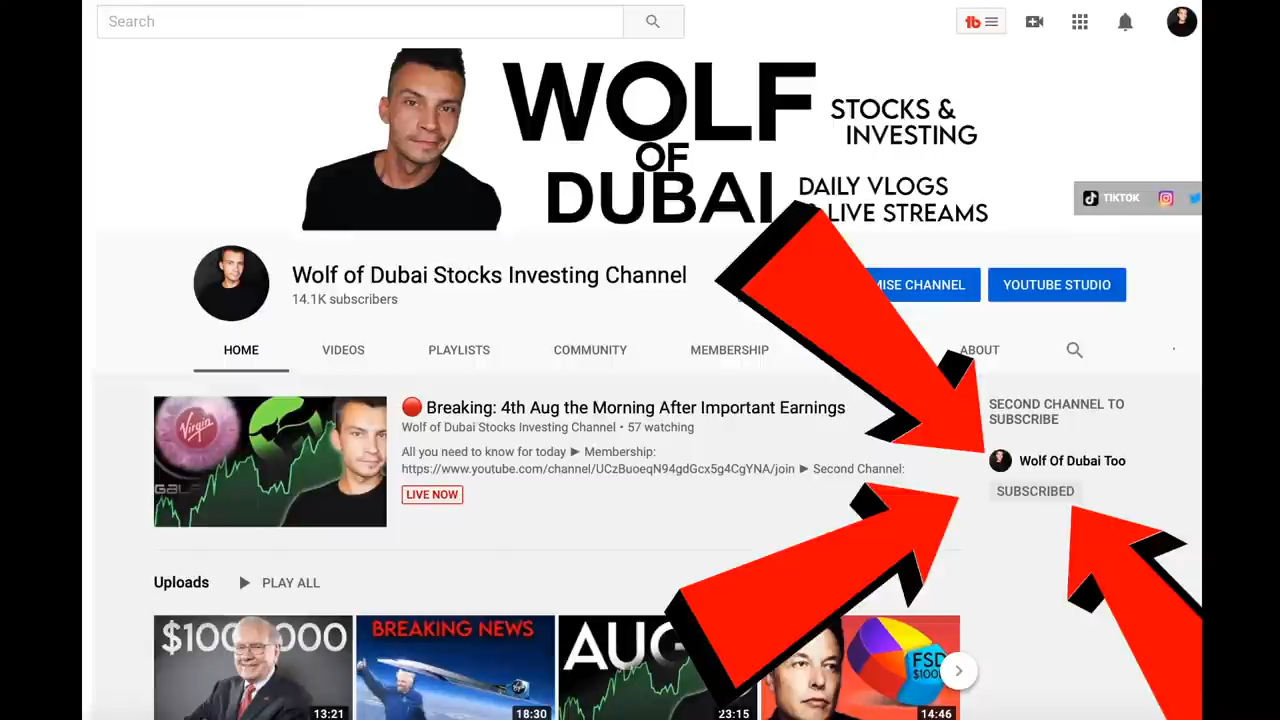 Search
WOLF
OF
DUBAI
STOCKS &
INVESTING
DAILY VLOGS
LIVE STREAMS
TIKTOK
Wolf of Dubai Stocks Investing Channel
14.1K subscribers
MISE CHANNEL
YOUTUBE STUDIO
HOME
VIDEOS
PLAYLISTS
COMMUNITY
MEMBERSHIP
ABOUT
Virgin
🔴 Breaking: 4th Aug the Morning After Important Earnings
Wolf of Dubai Stocks Investing Channel • 57 watching
All you need to know for today ► Membership:
https://www.youtube.com/channel/UCzBuoeqN94gdGcx5g4CgYNA/join ► Second Channel:
LIVE NOW
SECOND CHANNEL TO
SUBSCRIBE
Wolf Of Dubai Too
SUBSCRIBED
Uploads
PLAY ALL
BREAKING NEWS
AUG
FSD
13:21
18:30
23:15
14:46